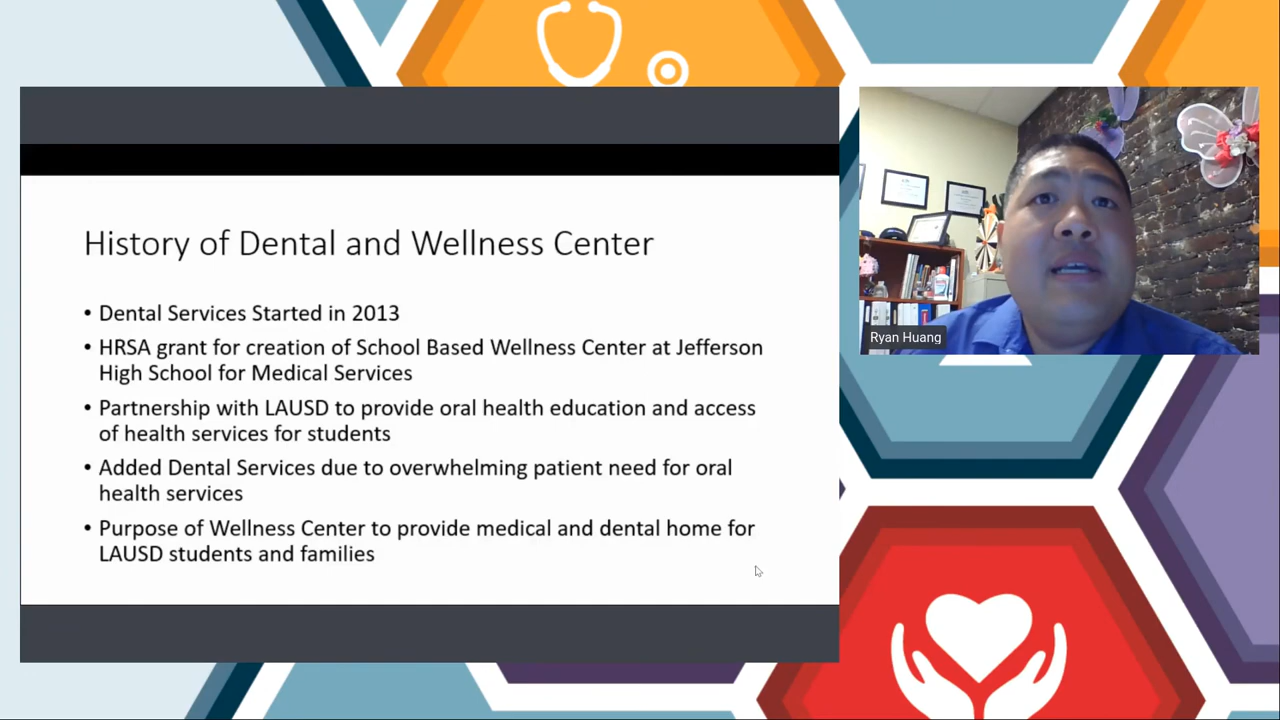 History of Dental and Wellness Center
• Dental Services Started in 2013
• HRSA grant for creation of School Based Wellness Center at Jefferson
High School for Medical Services
• Partnership with LAUSD to provide oral health education and access
of health services for students
• Added Dental Services due to overwhelming patient need for oral
health services
• Purpose of Wellness Center to provide medical and dental home for
LAUSD students and families
Ryan Huang